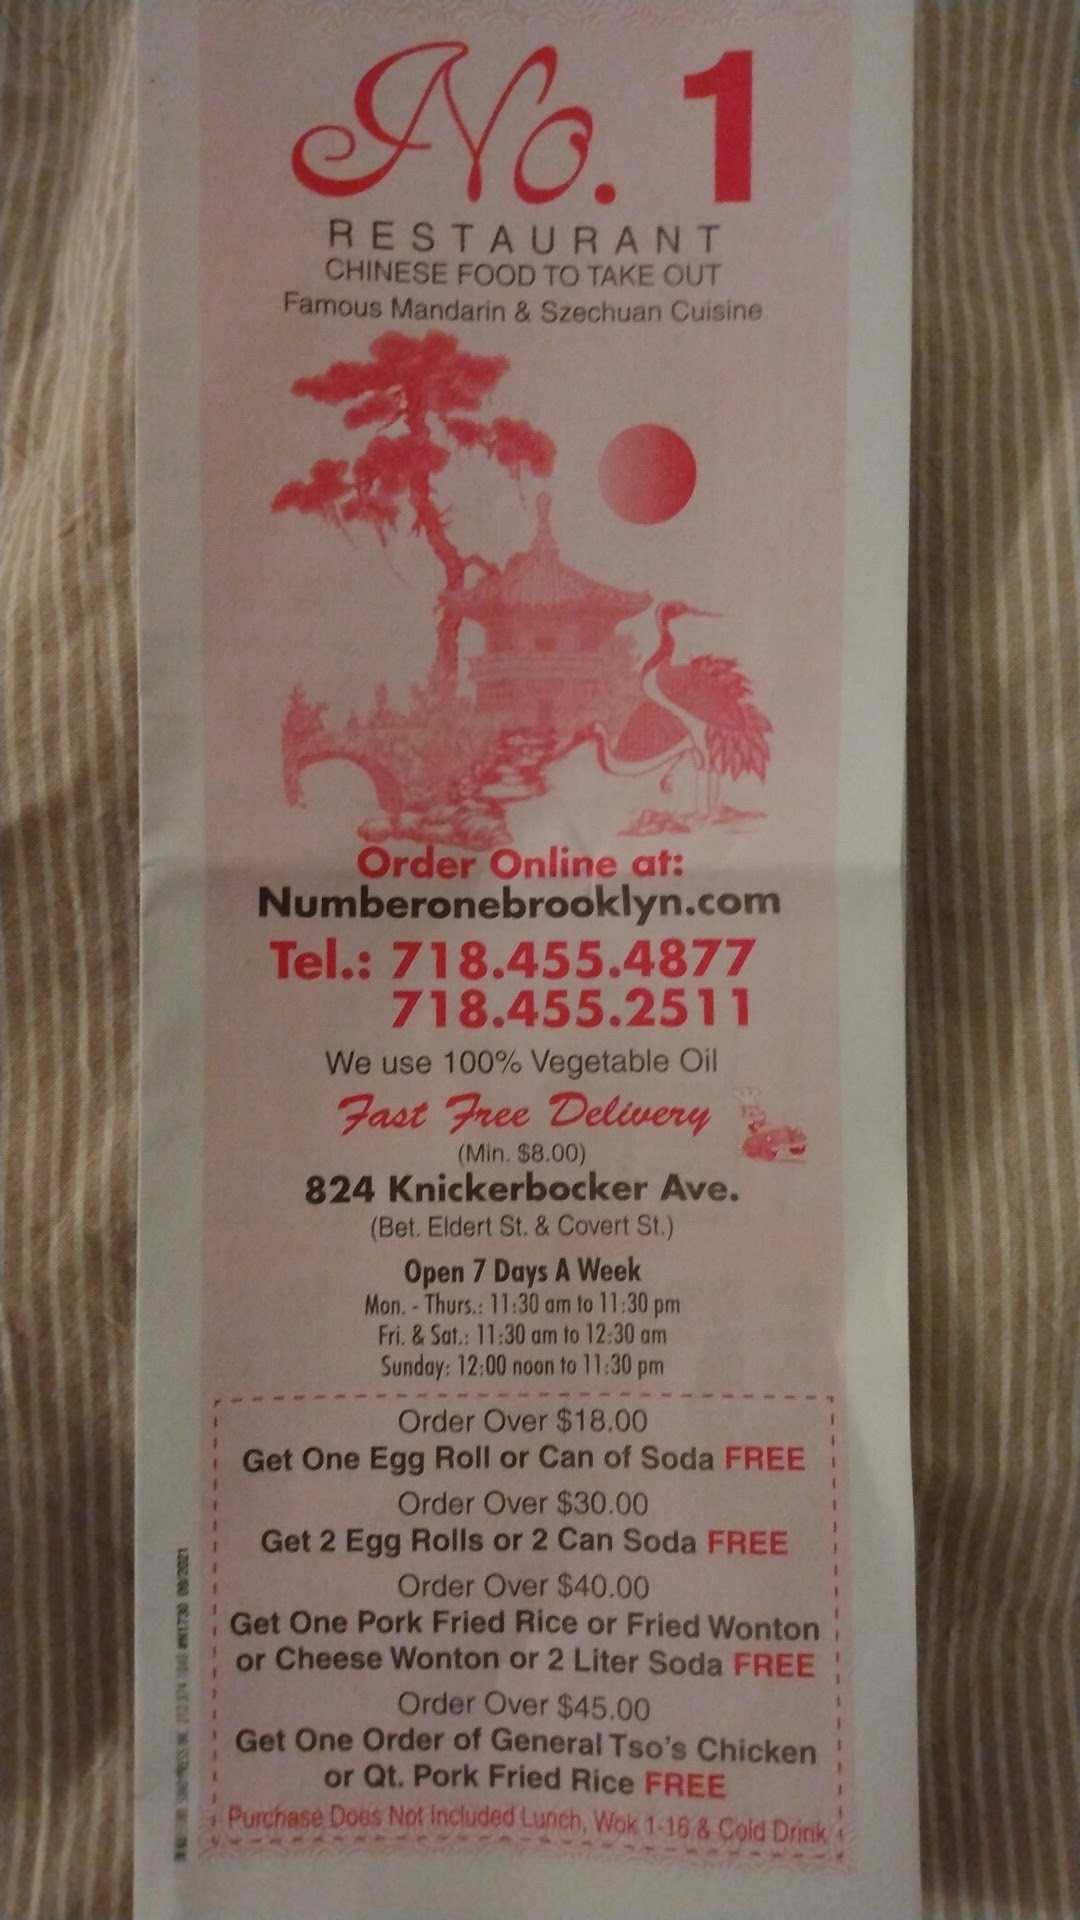 No. 1
RESTAURANT
CHINESE FOOD TO TAKE OUT
Famous Mandarin & Szechuan Cuisine
Order Online at:
Numberonebrooklyn.com
Tel.: 718.455.4877
718.455.2511
We use 100% Vegetable Oil
Fast Free Delivery
(Min. $8.00)
824 Knickerbocker Ave.
(Bet. Eldert St. & Covert St.)
Open 7 Days A Week
Mon. - Thurs.: 11:30 am to 11:30 pm
Fri. & Sat.: 11:30 am to 12:30 am
Sunday: 12:00 noon to 11:30 pm
Order Over $18.00
Get One Egg Roll or Can of Soda FREE
Order Over $30.00
Get 2 Egg Rolls or 2 Can Soda FREE
Order Over $40.00
Get One Pork Fried Rice or Fried Wonton
or Cheese Wonton or 2 Liter Soda FREE
Order Over $45.00
Get One Order of General Tso's Chicken
or Qt. Pork Fried Rice FREE
Purchase Does Not Included Lunch, Wok 1-16 & Cold Drink
09/2021